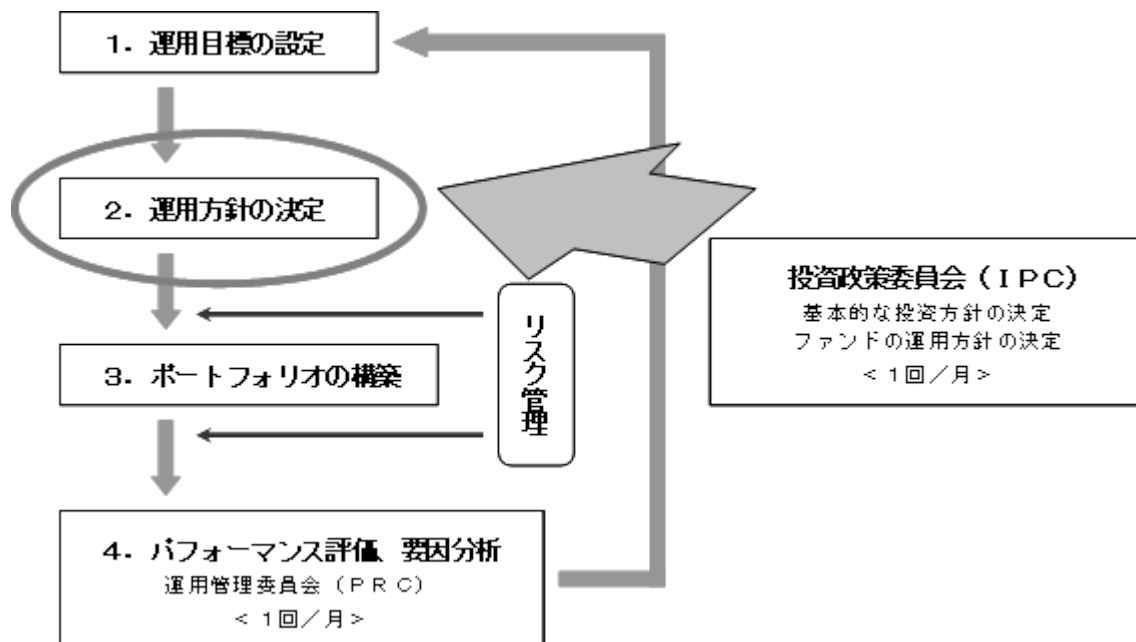 1．運用目標の設定
2．運用方針の決定
投資政策委員会（ＩＰＣ）
基本的な投資方針の決定
ファンドの運用方針の決定
＜１回／月＞
リスク管理
3．ポートフォリオの構築
4．パフォーマンス評価、要因分析
運用管理委員会（ＰＲＣ）
＜１回／月＞